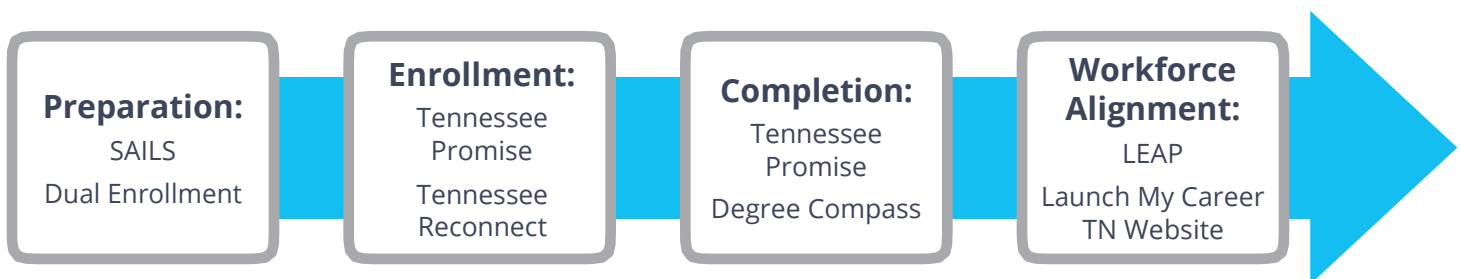 Preparation:
SAILS
Dual Enrollment
Enrollment:
Tennessee
Promise
Tennessee
Reconnect
Completion:
Tennessee
Promise
Degree Compass
Workforce
Alignment:
LEAP
Launch My Career
TN Website